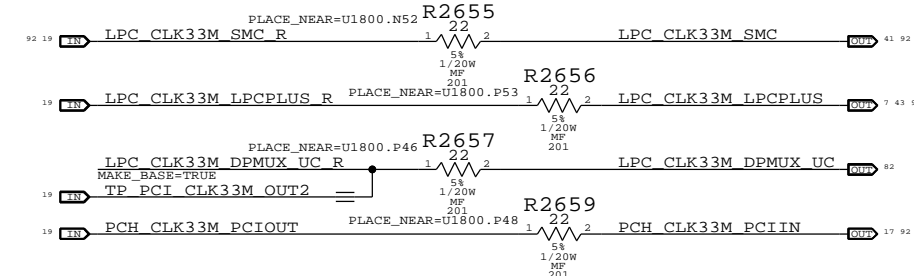 PLACE_NEAR=U1800.N52 R2655
92 19 IN LPC_CLK33M_SMC_R 1 22 2 LPC_CLK33M_SMC OUT 41 92
5%
1/20W
MF
201
R2656
19 IN LPC_CLK33M_LPCPLUS_R PLACE_NEAR=U1800.P53 1 22 2 LPC_CLK33M_LPCPLUS OUT 7 43
5%
1/20W
MF
201
PLACE_NEAR=U1800.P46 R2657
LPC_CLK33M_DPMUX_UC_R 1 22 2 LPC_CLK33M_DPMUX_UC OUT 82
MAKE_BASE=TRUE
19 IN TP_PCI_CLK33M_OUT2
5%
1/20W
MF
201
R2659
19 IN PCH_CLK33M_PCIOUT PLACE_NEAR=U1800.P48 1 22 2 PCH_CLK33M_PCIIN OUT 17 92
5%
1/20W
MF
201